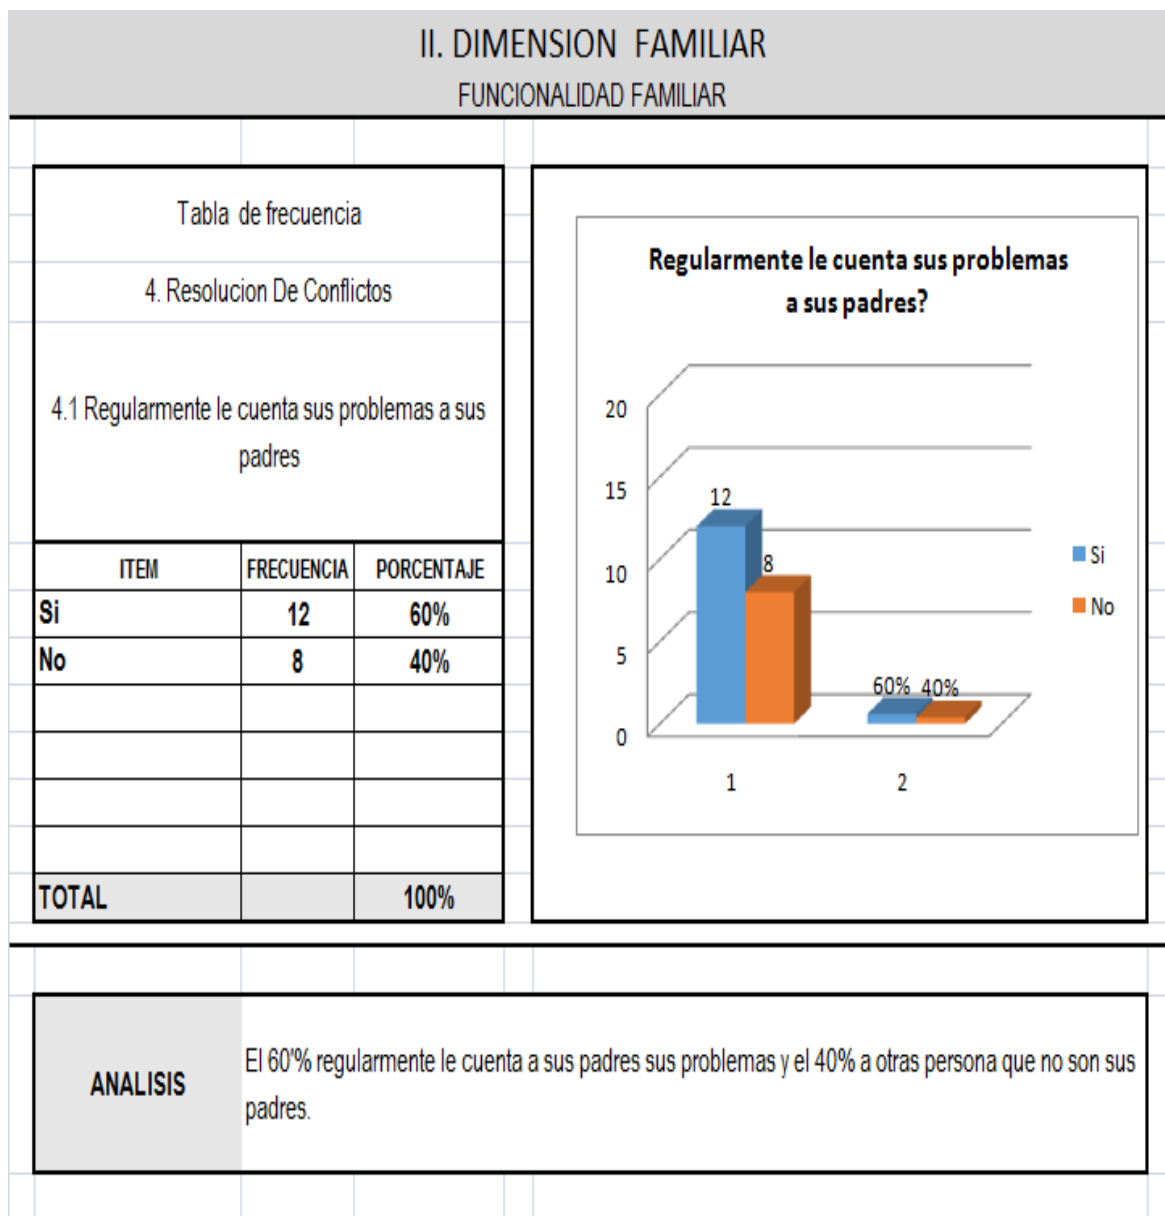 II. DIMENSION FAMILIAR
FUNCIONALIDAD FAMILIAR
Tabla de frecuencia
4. Resolucion De Conflictos
4.1 Regularmente le cuenta sus problemas a sus
padres
ITEM FRECUENCIA PORCENTAJE
Si 12 60%
No 8 40%
TOTAL 100%
Regularmente le cuenta sus problemas
a sus padres?
20
15
10
5
0
12
8
60% 40%
1 2
Si
No
ANALISIS
El 60'% regularmente le cuenta a sus padres sus problemas y el 40% a otras persona que no son sus
padres.